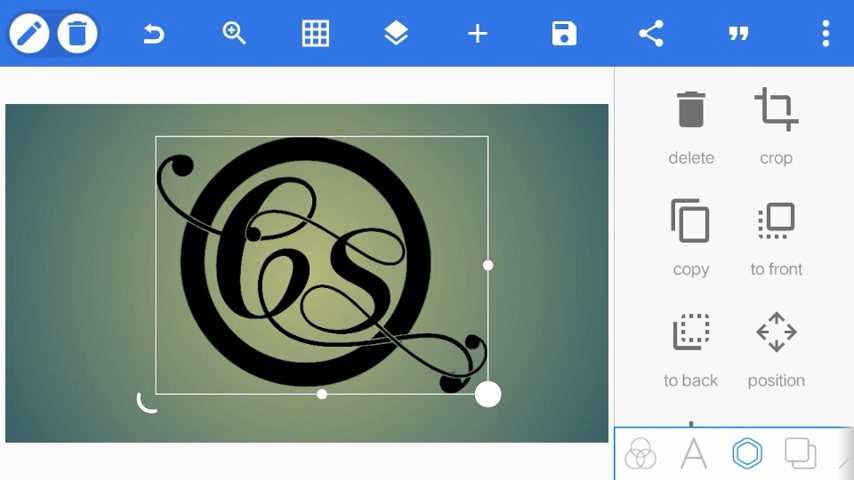 delete
crop
copy
to front
to back
position
A